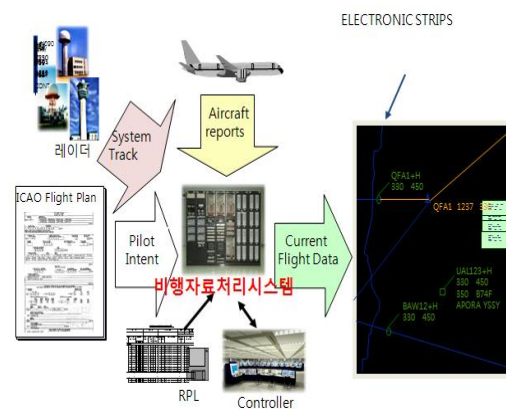 ELECTRONIC STRIPS
레이더
System
Track
Aircraft
reports
ICAO Flight Plan
Pilot
Intent
Current
Flight Data
비행자료처리시스템
RPL
Controller
QFA1+H
330 450
QFA1 1237
UAL123+H
330 450
350 B74F
APORA YSSY
BAW12+H
330 450